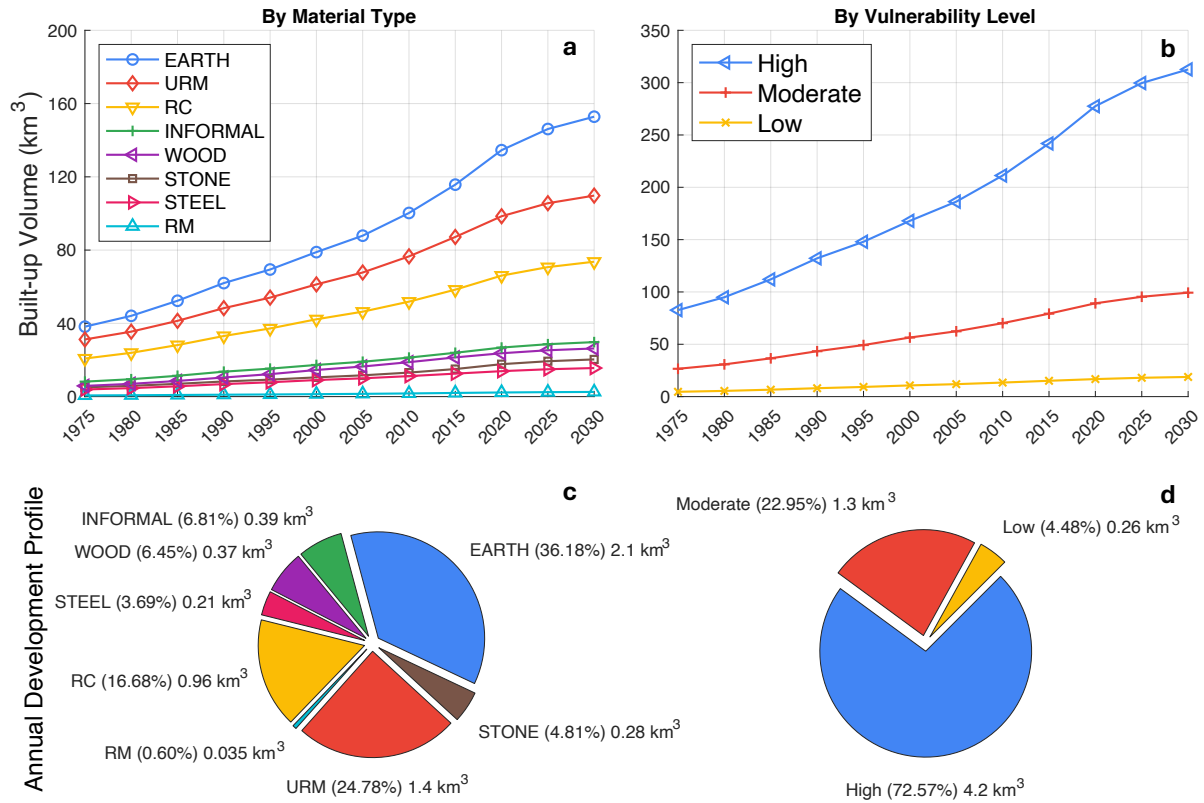 By Material Type
a
Built-up Volume (km³)
200
160
120
80
40
0
EARTH
URM
RC
INFORMAL
WOOD
STONE
STEEL
RM
1975
1980
1985
1990
1995
2000
2005
2010
2015
2020
2025
2030
By Vulnerability Level
b
350
300
250
200
150
100
50
0
High
Moderate
Low
1975
1980
1985
1990
1995
2000
2005
2010
2015
2020
2025
2030
Annual Development Profile
c
INFORMAL (6.81%) 0.39 km³
WOOD (6.45%) 0.37 km³
STEEL (3.69%) 0.21 km³
RC (16.68%) 0.96 km³
RM (0.60%) 0.035 km³
URM (24.78%) 1.4 km³
STONE (4.81%) 0.28 km³
EARTH (36.18%) 2.1 km³
d
Moderate (22.95%) 1.3 km³
Low (4.48%) 0.26 km³
High (72.57%) 4.2 km³